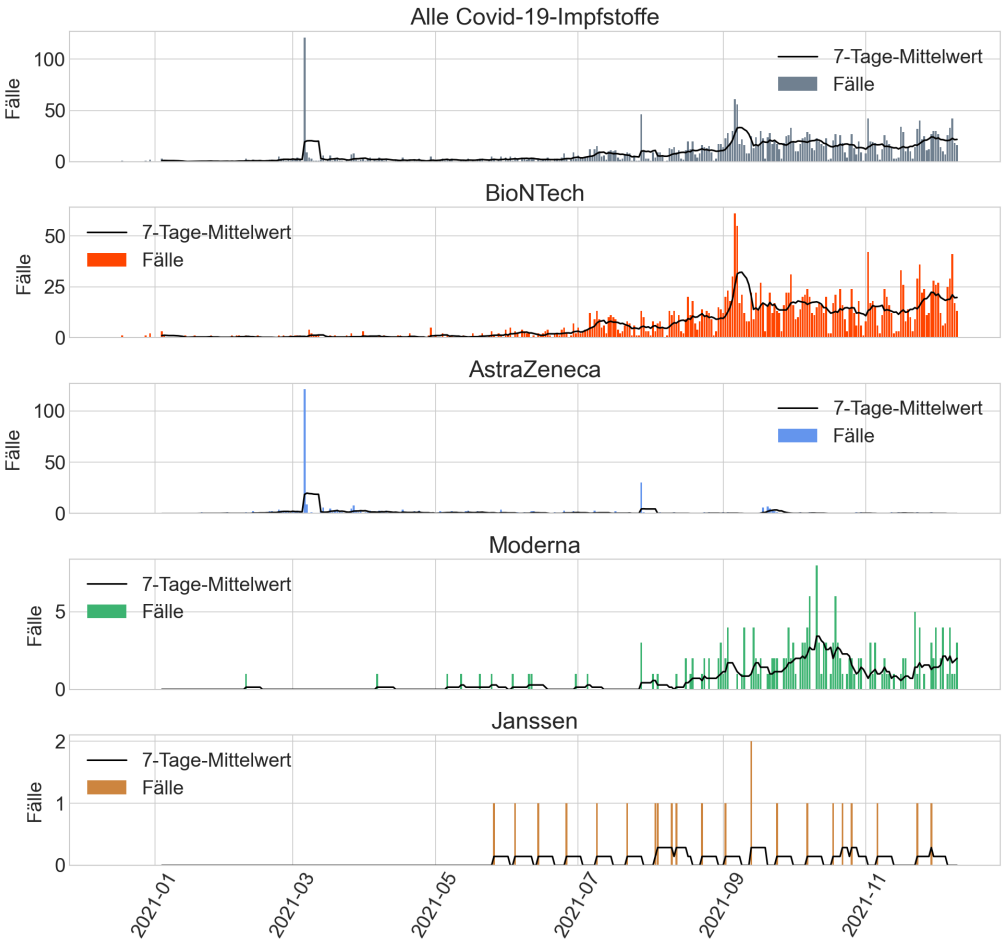 Alle Covid-19-Impfstoffe
Fälle
100
50
0
7-Tage-Mittelwert
Fälle
BioNTech
Fälle
50
25
0
7-Tage-Mittelwert
Fälle
AstraZeneca
Fälle
100
50
0
7-Tage-Mittelwert
Fälle
Moderna
Fälle
5
0
7-Tage-Mittelwert
Fälle
Janssen
Fälle
2
1
0
7-Tage-Mittelwert
Fälle
2021-01
2021-03
2021-05
2021-07
2021-09
2021-11